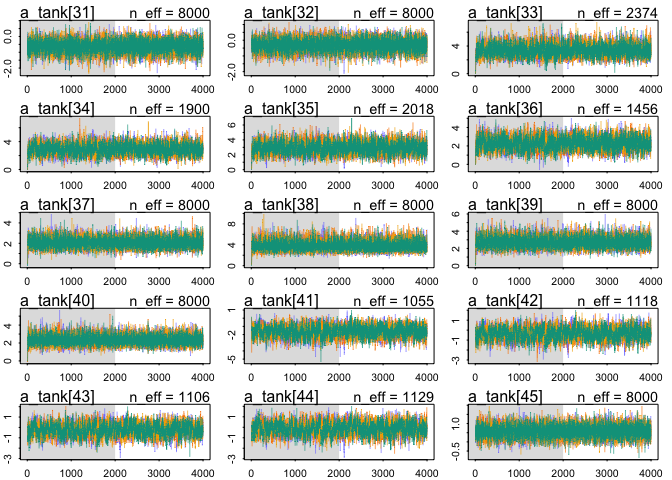 a_tank[31] n_eff = 8000 a_tank[32] n_eff = 8000 a_tank[33] n_eff = 2374
0.0 -2.0 0.0 -2.0 4 0
0 1000 2000 3000 4000 0 1000 2000 3000 4000 0 1000 2000 3000 4000
a_tank[34] n_eff = 1900 a_tank[35] n_eff = 2018 a_tank[36] n_eff = 1456
4 0 6 4 2 0 4 2 0
0 1000 2000 3000 4000 0 1000 2000 3000 4000 0 1000 2000 3000 4000
a_tank[37] n_eff = 8000 a_tank[38] n_eff = 8000 a_tank[39] n_eff = 8000
4 2 0 8 4 0 6 4 2 0
0 1000 2000 3000 4000 0 1000 2000 3000 4000 0 1000 2000 3000 4000
a_tank[40] n_eff = 8000 a_tank[41] n_eff = 1055 a_tank[42] n_eff = 1118
4 2 0 1 -2 -5 1 -1 -3
0 1000 2000 3000 4000 0 1000 2000 3000 4000 0 1000 2000 3000 4000
a_tank[43] n_eff = 1106 a_tank[44] n_eff = 1129 a_tank[45] n_eff = 8000
1 -1 -3 1 -1 -3 1.0 -0.5
0 1000 2000 3000 4000 0 1000 2000 3000 4000 0 1000 2000 3000 4000